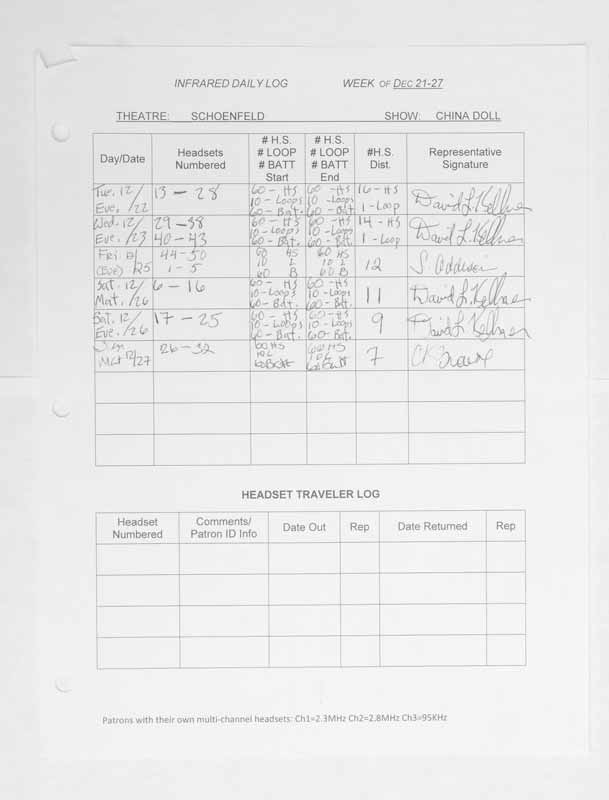 INFRARED DAILY LOG WEEK OF DEC 21-27
THEATRE: SCHOENFELD SHOW: CHINA DOLL
Day/Date Headsets Numbered # H.S. # LOOP # BATT Start # H.S. # LOOP # BATT End #H.S. Dist. Representative Signature
Tue. 12/ 13 - 28 60 - HS 60 - HS 16 - HS David L. Kellner
Eve. /22 10 - Loops 10 - Loops 1 - Loop
60 - Bat. 60 - Bat.
Wed. 12/ 29 - 38 60 - HS 60 - HS 14 - HS David L. Kellner
Eve. /23 40 - 43 10 - Loops 10 - Loops 1 - Loop
60 - Bat. 60 - Bat.
Fri 12/ 44-50 60 HS 60 HS 12 S.
(Eve) /25 1-5 10 L 10 L
60 B 60 B
Sat. 12/ 6 - 16 60 - HS 60 - HS 11 David L. Kellner
Mat. /26 10 - Loops 10 - Loops
60 - Bat. 60 - Bat.
Sat. 12/ 17 - 25 60 - HS 60 - HS 9 David L. Kellner
Eve. /26 10 - Loops 10 - Loops
60 - Bat. 60 - Bat.
Sun 26 - 32 60 HS 60 HS 7
Mat 12/27 10 L 10 L
60 Batt 60 Batt
HEADSET TRAVELER LOG
Headset Numbered Comments/ Patron ID Info Date Out Rep Date Returned Rep
Patrons with their own multi-channel headsets: Ch1=2.3MHz Ch2=2.8MHz Ch3=95KHz